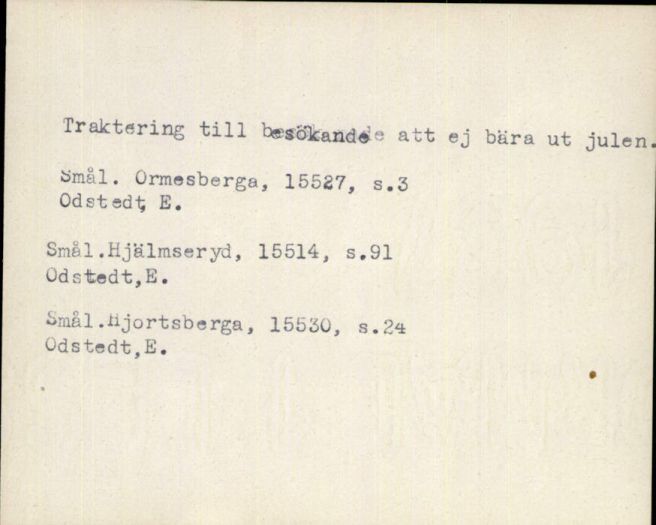 Traktering till besökande att ej bära ut julen.
Smål. Ormesberga, 15527, s.3
Odstedt, E.
Smål.Hjälmseryd, 15514, s.91
Odstedt,E.
Smål.Hjortsberga, 15530, s.24
Odstedt,E.